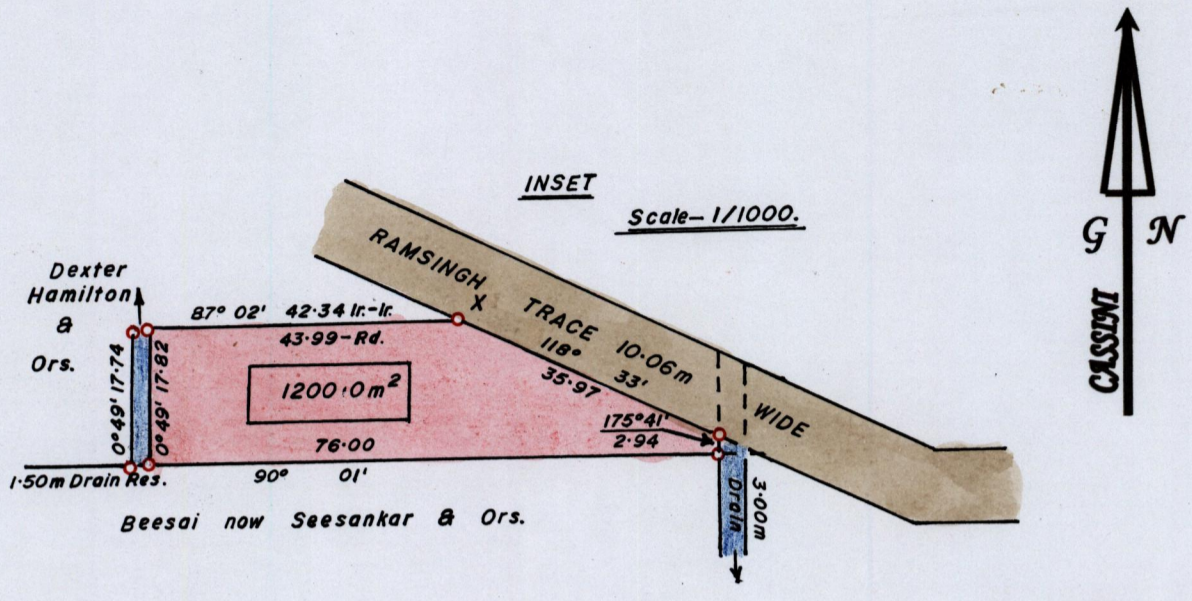 INSET
Scale- 1/1000.
G N
CASSINI
RAMSINGH TRACE 10·06m WIDE
X
Dexter
Hamilton
&
Ors.
87° 02' 42·34 Ir.-Ir.
43·99-Rd.
118° 33'
35·97
0°49' 17·74
0°49' 17·82
1200·0m²
175°41'
2·94
76·00
90° 01'
1·50m Drain Res.
3·00m
Drain
Beesai now Seesankar & Ors.